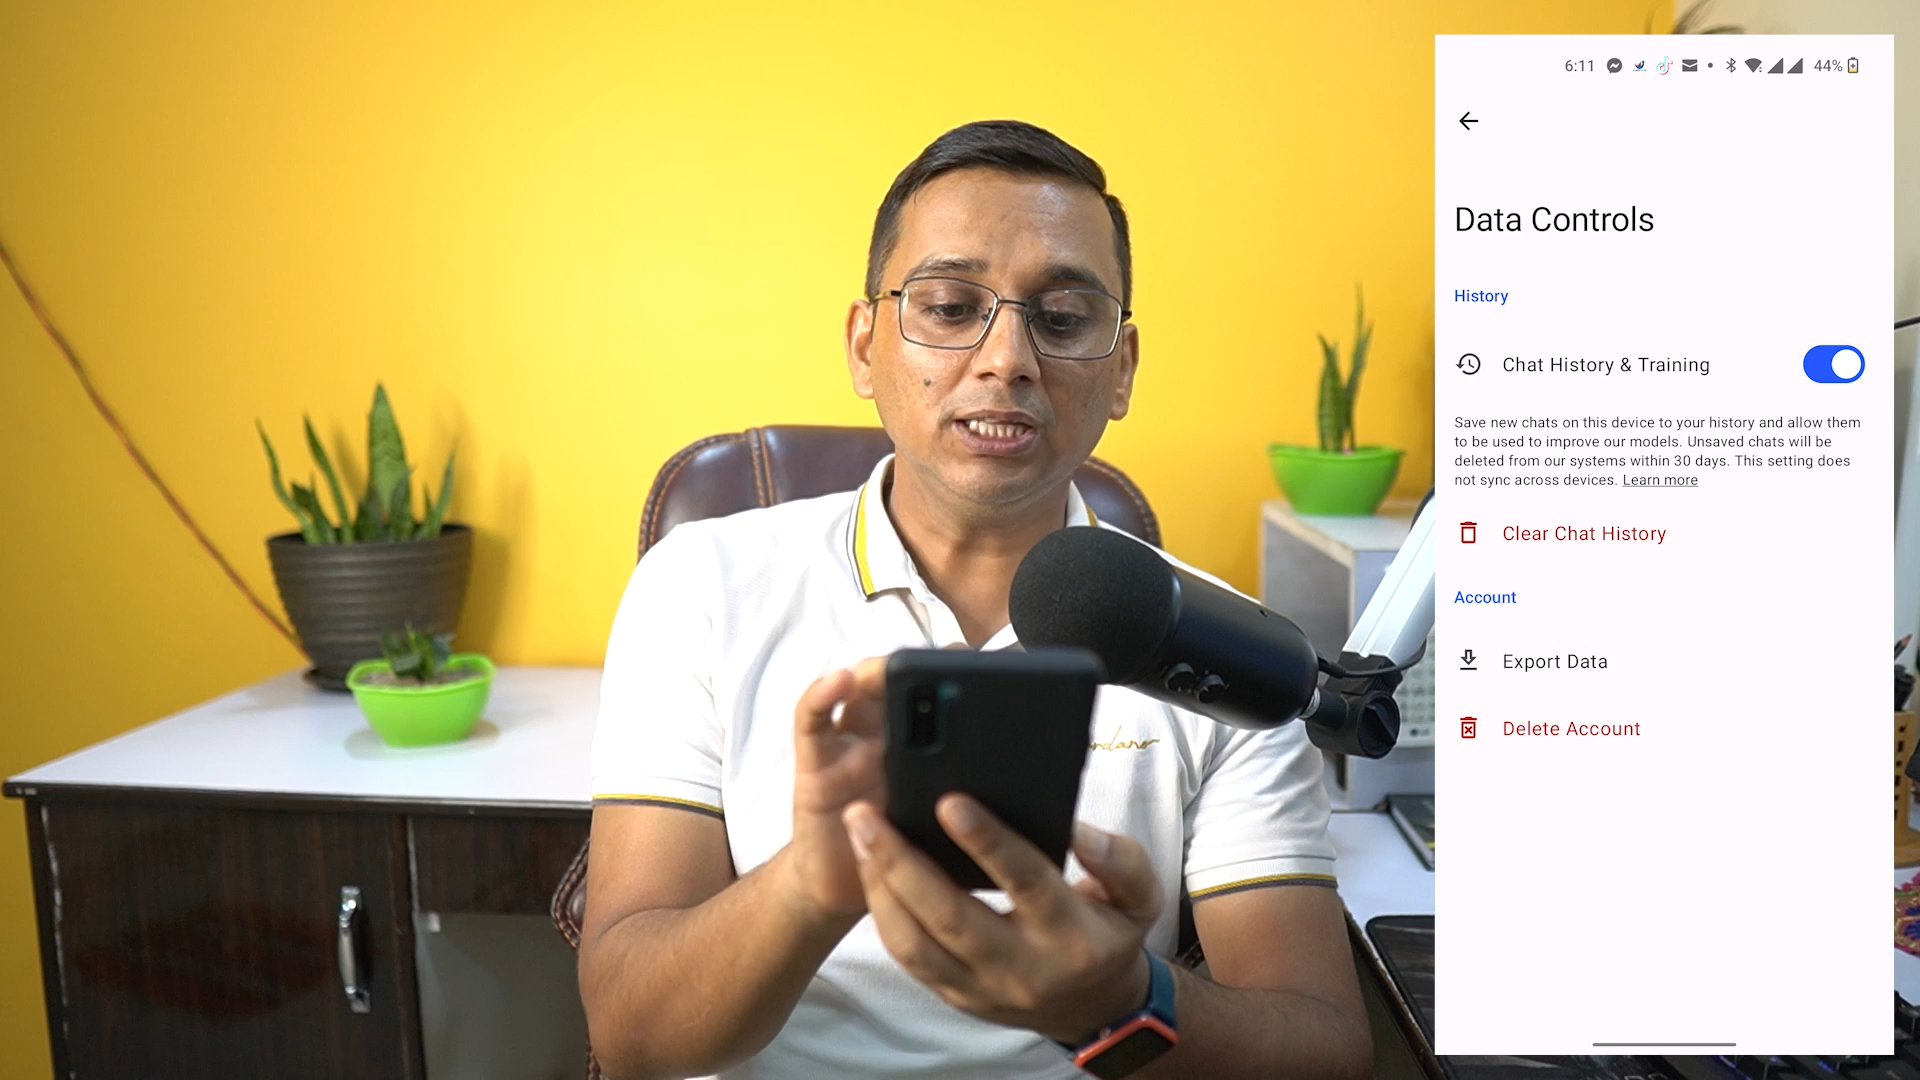 6:11
44%
Data Controls
History
Chat History & Training
Save new chats on this device to your history and allow them
to be used to improve our models. Unsaved chats will be
deleted from our systems within 30 days. This setting does
not sync across devices. Learn more
Clear Chat History
Account
Export Data
Delete Account